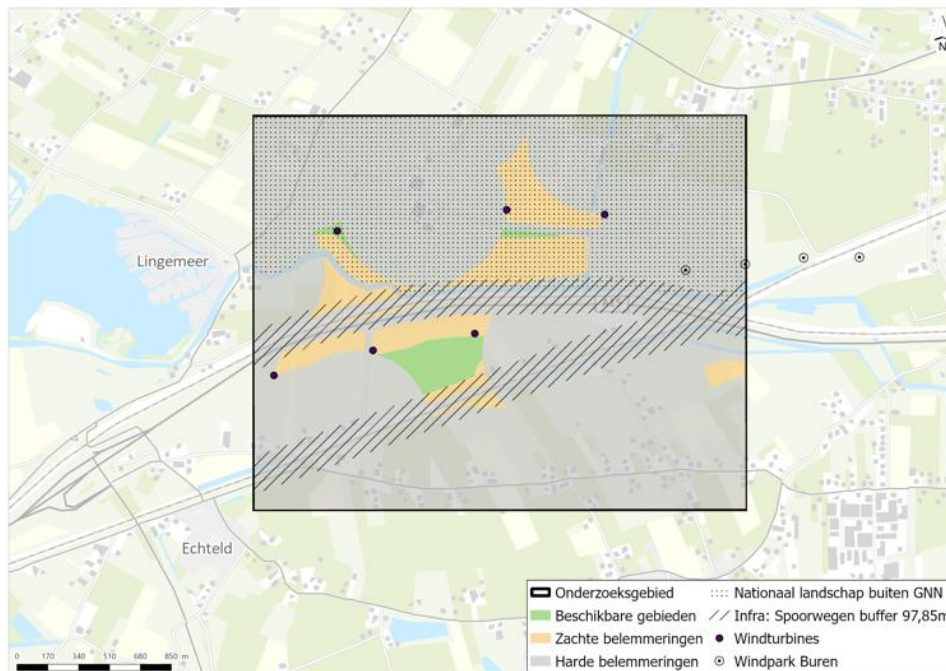 N
Lingemeer
A15
Echteld
0 170 340 510 680 850 m
Onderzoeksgebied
Beschikbare gebieden
Zachte belemmeringen
Harde belemmeringen
Nationaal landschap buiten GNN
Infra: Spoorwegen buffer 97,85m
Windturbines
Windpark Buren